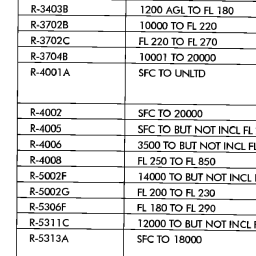 R-3403B 1200 AGL TO FL 180
R-3702B 10000 TO FL 220
R-3702C FL 220 TO FL 270
R-3704B 10001 TO 20000
R-4001A SFC TO UNLTD
R-4002 SFC TO 20000
R-4005 SFC TO BUT NOT INCL FL
R-4006 3500 TO BUT NOT INCL FL
R-4008 FL 250 TO FL 850
R-5002F 14000 TO BUT NOT INCL
R-5002G FL 200 TO FL 230
R-5306F FL 180 TO FL 290
R-5311C 12000 TO BUT NOT INCL
R-5313A SFC TO 18000